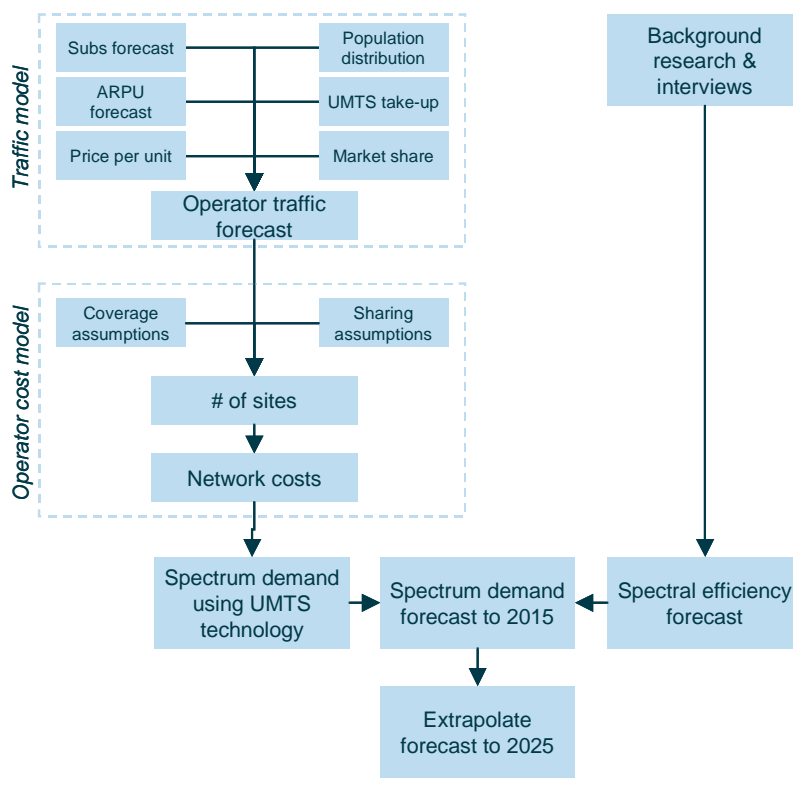 Traffic model
Subs forecast
Population
distribution
ARPU
forecast
UMTS take-up
Price per unit
Market share
Operator traffic
forecast
Background
research &
interviews
Operator cost model
Coverage
assumptions
Sharing
assumptions
# of sites
Network costs
Spectrum demand
using UMTS
technology
Spectrum demand
forecast to 2015
Spectral efficiency
forecast
Extrapolate
forecast to 2025